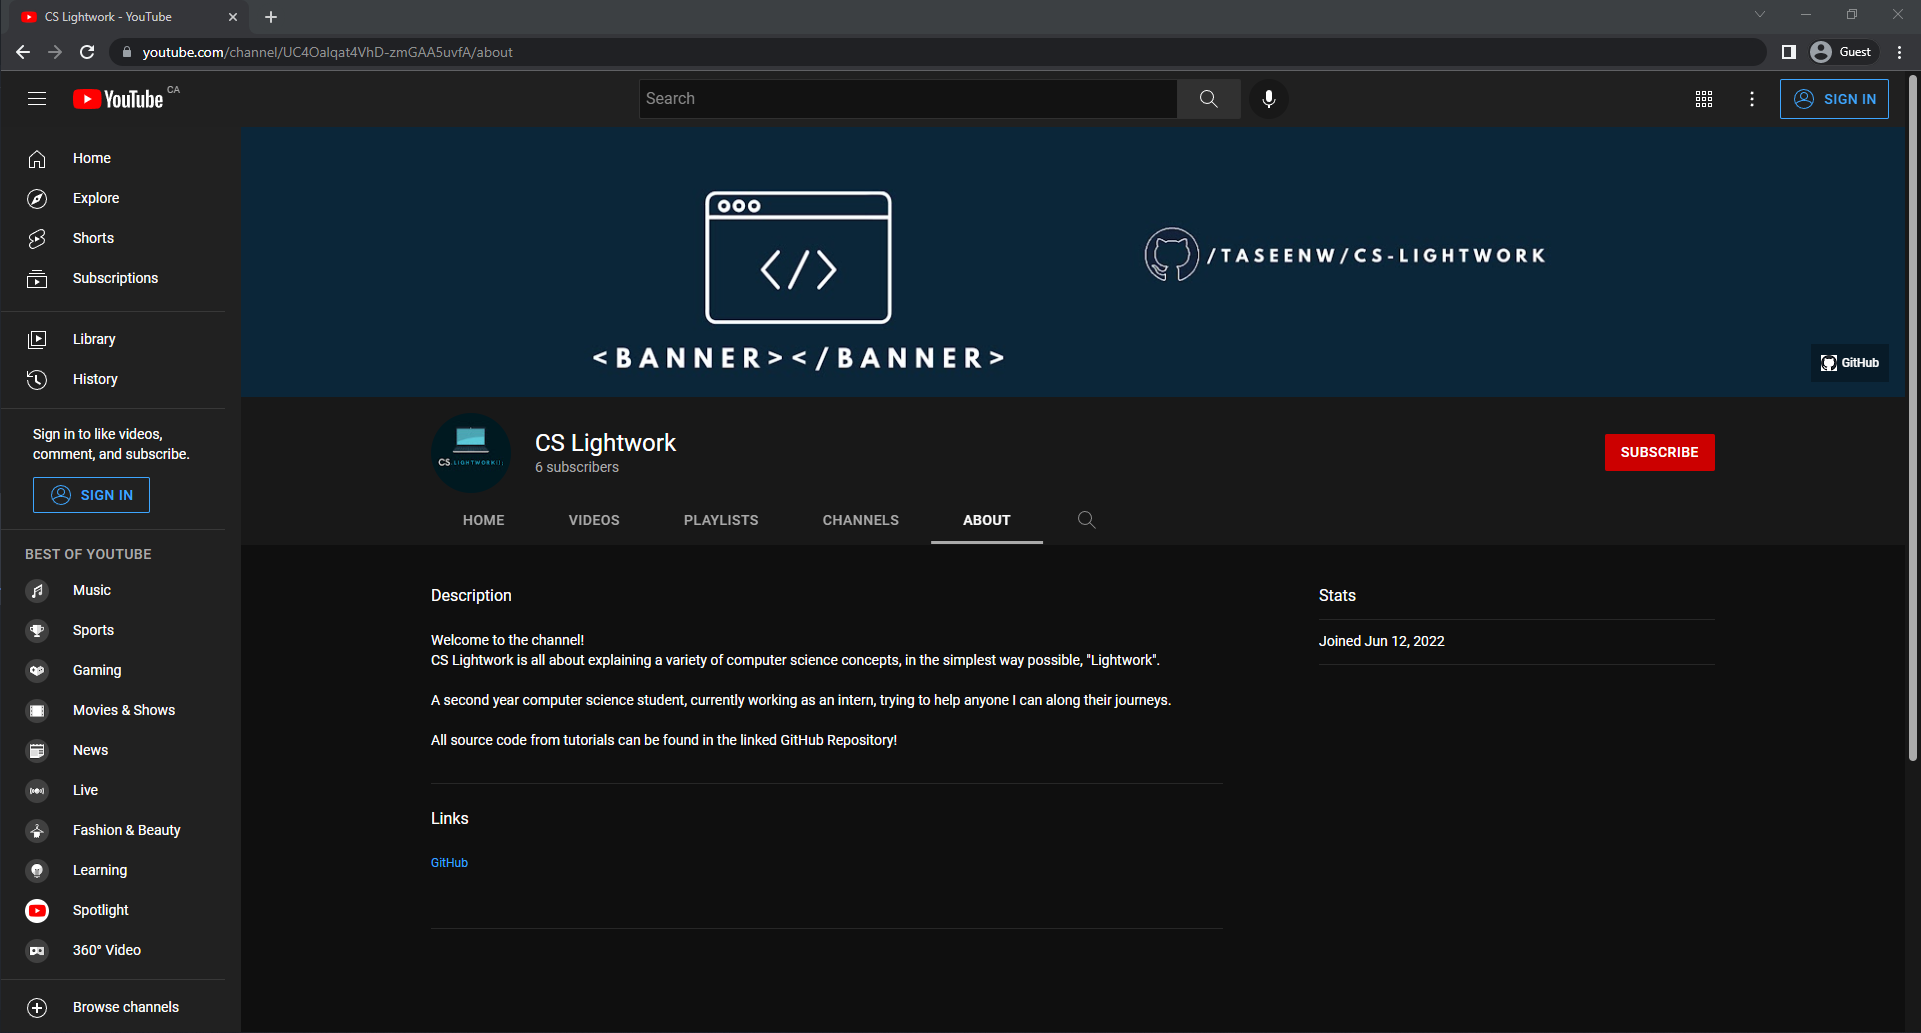 CS Lightwork - YouTube
youtube.com/channel/UC4Oalqat4VhD-zmGAA5uvfA/about
Guest
YouTube CA
Search
SIGN IN
Home
Explore
Shorts
Subscriptions
Library
History
Sign in to like videos,
comment, and subscribe.
SIGN IN
BEST OF YOUTUBE
Music
Sports
Gaming
Movies & Shows
News
Live
Fashion & Beauty
Learning
Spotlight
360° Video
Browse channels
</>
<BANNER></BANNER>
/TASEENW/CS-LIGHTWORK
GitHub
CS LIGHTWORK();
CS Lightwork
6 subscribers
SUBSCRIBE
HOME
VIDEOS
PLAYLISTS
CHANNELS
ABOUT
Description
Welcome to the channel!
CS Lightwork is all about explaining a variety of computer science concepts, in the simplest way possible, "Lightwork".
A second year computer science student, currently working as an intern, trying to help anyone I can along their journeys.
All source code from tutorials can be found in the linked GitHub Repository!
Links
GitHub
Stats
Joined Jun 12, 2022